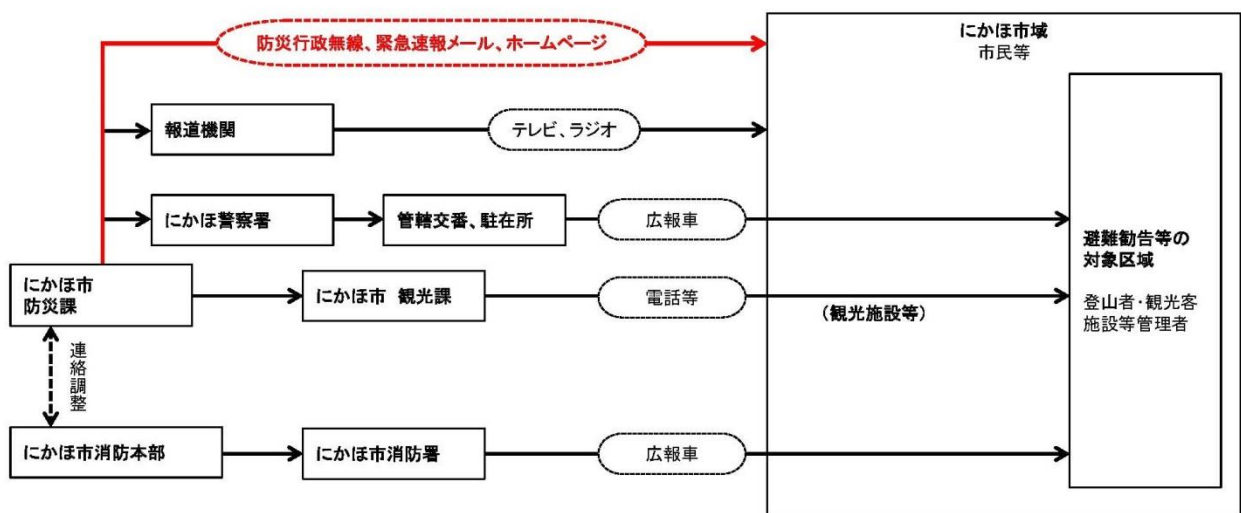 防災行政無線、緊急速報メール、ホームページ
にかほ市域
市民等
報道機関
テレビ、ラジオ
にかほ警察署
管轄交番、駐在所
広報車
避難勧告等の
対象区域
登山者・観光客
施設等管理者
にかほ市
防災課
にかほ市 観光課
電話等
(観光施設等)
連絡調整
にかほ市消防本部
にかほ市消防署
広報車